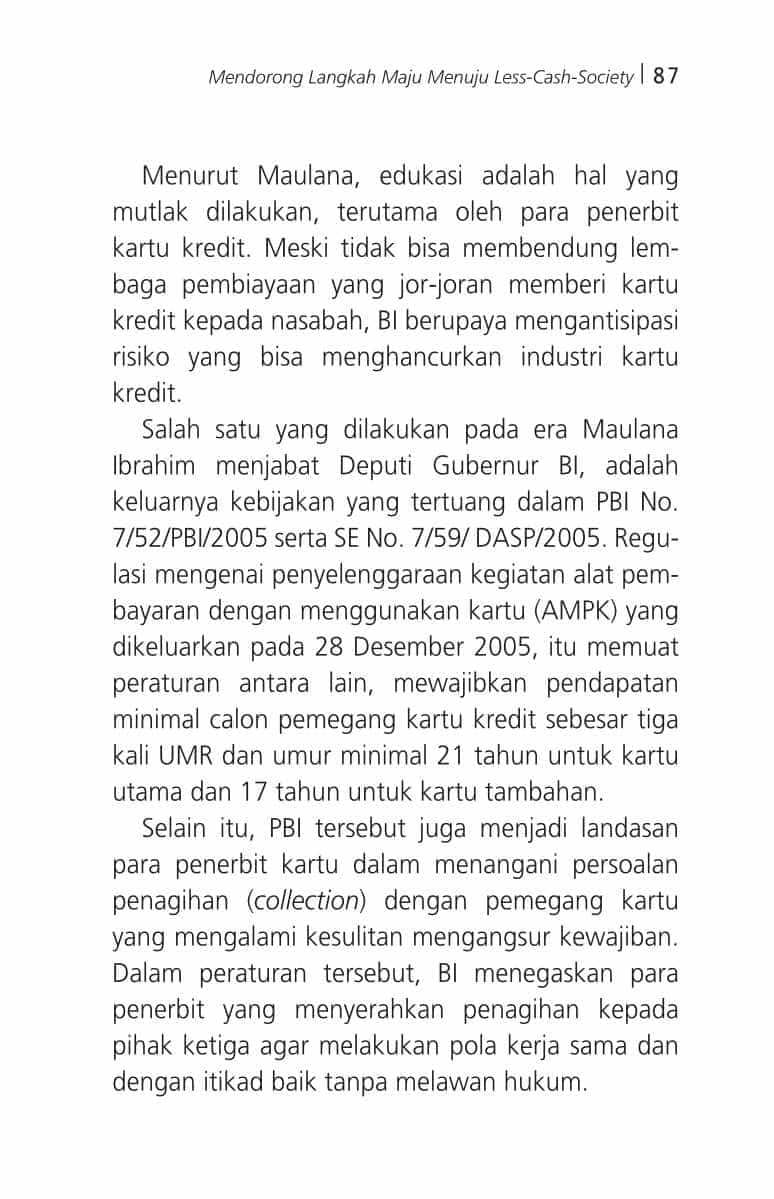 Mendorong Langkah Maju Menuju Less-Cash-Society | 87
Menurut Maulana, edukasi adalah hal yang
mutlak dilakukan, terutama oleh para penerbit
kartu kredit. Meski tidak bisa membendung lem-
baga pembiayaan yang jor-joran memberi kartu
kredit kepada nasabah, BI berupaya mengantisipasi
risiko yang bisa menghancurkan industri kartu
kredit.
Salah satu yang dilakukan pada era Maulana
Ibrahim menjabat Deputi Gubernur BI, adalah
keluarnya kebijakan yang tertuang dalam PBI No.
7/52/PBI/2005 serta SE No. 7/59/ DASP/2005. Regu-
lasi mengenai penyelenggaraan kegiatan alat pem-
bayaran dengan menggunakan kartu (AMPK) yang
dikeluarkan pada 28 Desember 2005, itu memuat
peraturan antara lain, mewajibkan pendapatan
minimal calon pemegang kartu kredit sebesar tiga
kali UMR dan umur minimal 21 tahun untuk kartu
utama dan 17 tahun untuk kartu tambahan.
Selain itu, PBI tersebut juga menjadi landasan
para penerbit kartu dalam menangani persoalan
penagihan (collection) dengan pemegang kartu
yang mengalami kesulitan mengangsur kewajiban.
Dalam peraturan tersebut, BI menegaskan para
penerbit yang menyerahkan penagihan kepada
pihak ketiga agar melakukan pola kerja sama dan
dengan itikad baik tanpa melawan hukum.